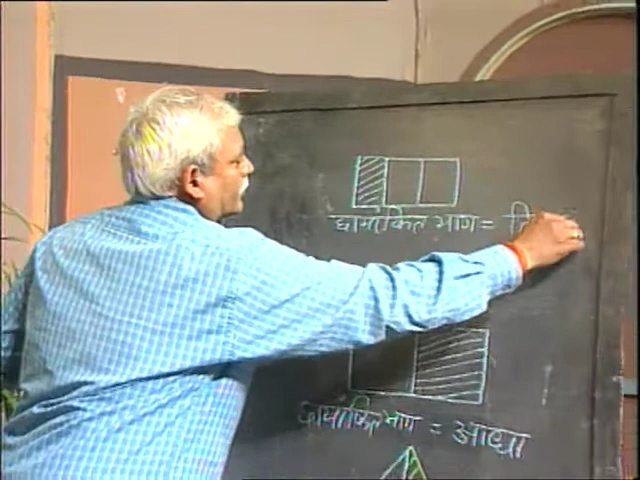 छायांकित भाग =
छायांकित भाग = आधा